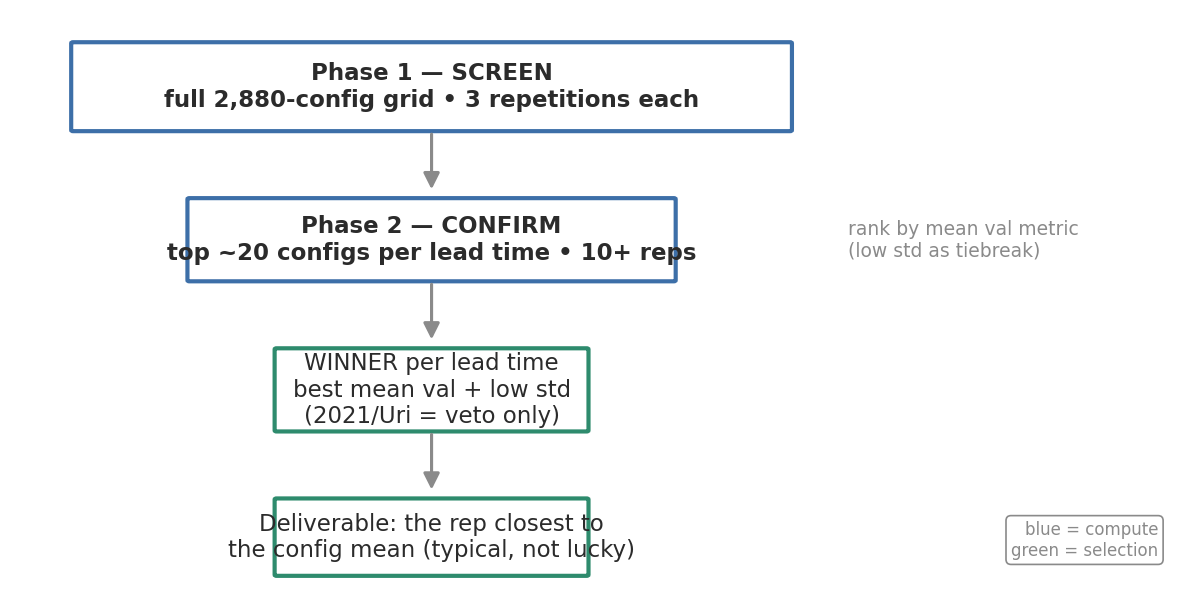 Phase 1 — SCREEN
full 2,880-config grid • 3 repetitions each
Phase 2 — CONFIRM
top ~20 configs per lead time • 10+ reps
rank by mean val metric
(low std as tiebreak)
WINNER per lead time
best mean val + low std
(2021/Uri = veto only)
Deliverable: the rep closest to
the config mean (typical, not lucky)
blue = compute
green = selection